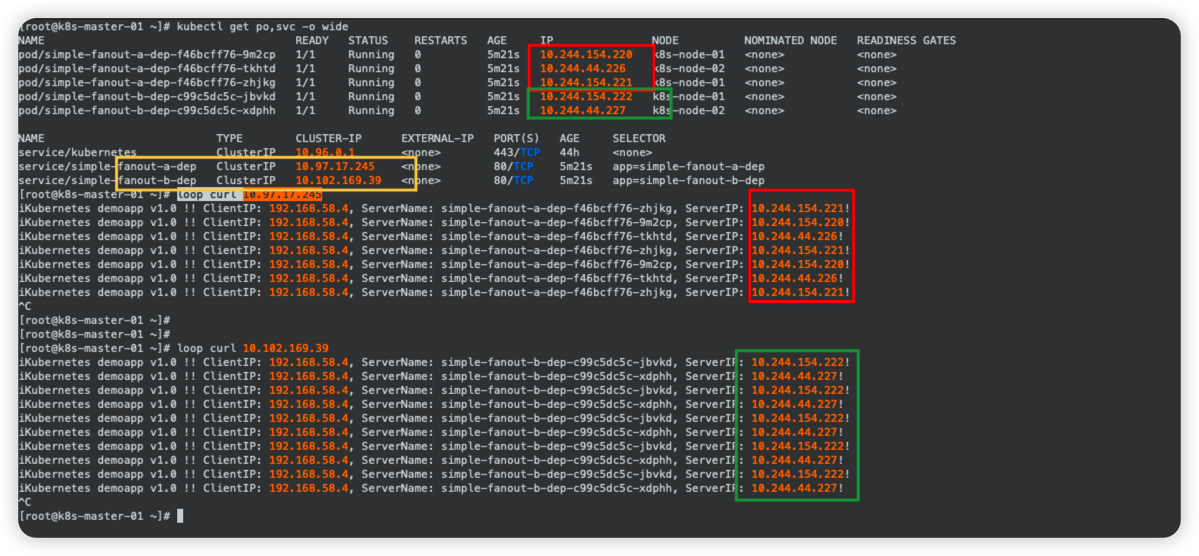 [root@k8s-master-01 ~]# kubectl get po,svc -o wide
NAME READY STATUS RESTARTS AGE IP NODE NOMINATED NODE READINESS GATES
pod/simple-fanout-a-dep-f46bcff76-9m2cp 1/1 Running 0 5m21s 10.244.154.220 k8s-node-01 <none> <none>
pod/simple-fanout-a-dep-f46bcff76-tkhtd 1/1 Running 0 5m21s 10.244.44.226 k8s-node-02 <none> <none>
pod/simple-fanout-a-dep-f46bcff76-zhjkg 1/1 Running 0 5m21s 10.244.154.221 k8s-node-01 <none> <none>
pod/simple-fanout-b-dep-c99c5dc5c-jbvkd 1/1 Running 0 5m21s 10.244.154.222 k8s-node-01 <none> <none>
pod/simple-fanout-b-dep-c99c5dc5c-xdphh 1/1 Running 0 5m21s 10.244.44.227 k8s-node-02 <none> <none>
NAME TYPE CLUSTER-IP EXTERNAL-IP PORT(S) AGE SELECTOR
service/kubernetes ClusterIP 10.96.0.1 <none> 443/TCP 44h <none>
service/simple-fanout-a-dep ClusterIP 10.97.17.245 <none> 80/TCP 5m21s app=simple-fanout-a-dep
service/simple-fanout-b-dep ClusterIP 10.102.169.39 <none> 80/TCP 5m21s app=simple-fanout-b-dep
[root@k8s-master-01 ~]# loop curl 10.97.17.245
iKubernetes demoapp v1.0 !! ClientIP: 192.168.58.4, ServerName: simple-fanout-a-dep-f46bcff76-zhjkg, ServerIP: 10.244.154.221!
iKubernetes demoapp v1.0 !! ClientIP: 192.168.58.4, ServerName: simple-fanout-a-dep-f46bcff76-9m2cp, ServerIP: 10.244.154.220!
iKubernetes demoapp v1.0 !! ClientIP: 192.168.58.4, ServerName: simple-fanout-a-dep-f46bcff76-tkhtd, ServerIP: 10.244.44.226!
iKubernetes demoapp v1.0 !! ClientIP: 192.168.58.4, ServerName: simple-fanout-a-dep-f46bcff76-zhjkg, ServerIP: 10.244.154.221!
iKubernetes demoapp v1.0 !! ClientIP: 192.168.58.4, ServerName: simple-fanout-a-dep-f46bcff76-9m2cp, ServerIP: 10.244.154.220!
iKubernetes demoapp v1.0 !! ClientIP: 192.168.58.4, ServerName: simple-fanout-a-dep-f46bcff76-tkhtd, ServerIP: 10.244.44.226!
iKubernetes demoapp v1.0 !! ClientIP: 192.168.58.4, ServerName: simple-fanout-a-dep-f46bcff76-zhjkg, ServerIP: 10.244.154.221!
^C
[root@k8s-master-01 ~]#
[root@k8s-master-01 ~]#
[root@k8s-master-01 ~]# loop curl 10.102.169.39
iKubernetes demoapp v1.0 !! ClientIP: 192.168.58.4, ServerName: simple-fanout-b-dep-c99c5dc5c-jbvkd, ServerIP: 10.244.154.222!
iKubernetes demoapp v1.0 !! ClientIP: 192.168.58.4, ServerName: simple-fanout-b-dep-c99c5dc5c-xdphh, ServerIP: 10.244.44.227!
iKubernetes demoapp v1.0 !! ClientIP: 192.168.58.4, ServerName: simple-fanout-b-dep-c99c5dc5c-jbvkd, ServerIP: 10.244.154.222!
iKubernetes demoapp v1.0 !! ClientIP: 192.168.58.4, ServerName: simple-fanout-b-dep-c99c5dc5c-xdphh, ServerIP: 10.244.44.227!
iKubernetes demoapp v1.0 !! ClientIP: 192.168.58.4, ServerName: simple-fanout-b-dep-c99c5dc5c-jbvkd, ServerIP: 10.244.154.222!
iKubernetes demoapp v1.0 !! ClientIP: 192.168.58.4, ServerName: simple-fanout-b-dep-c99c5dc5c-xdphh, ServerIP: 10.244.44.227!
iKubernetes demoapp v1.0 !! ClientIP: 192.168.58.4, ServerName: simple-fanout-b-dep-c99c5dc5c-jbvkd, ServerIP: 10.244.154.222!
iKubernetes demoapp v1.0 !! ClientIP: 192.168.58.4, ServerName: simple-fanout-b-dep-c99c5dc5c-xdphh, ServerIP: 10.244.44.227!
iKubernetes demoapp v1.0 !! ClientIP: 192.168.58.4, ServerName: simple-fanout-b-dep-c99c5dc5c-jbvkd, ServerIP: 10.244.154.222!
iKubernetes demoapp v1.0 !! ClientIP: 192.168.58.4, ServerName: simple-fanout-b-dep-c99c5dc5c-xdphh, ServerIP: 10.244.44.227!
^C
[root@k8s-master-01 ~]#